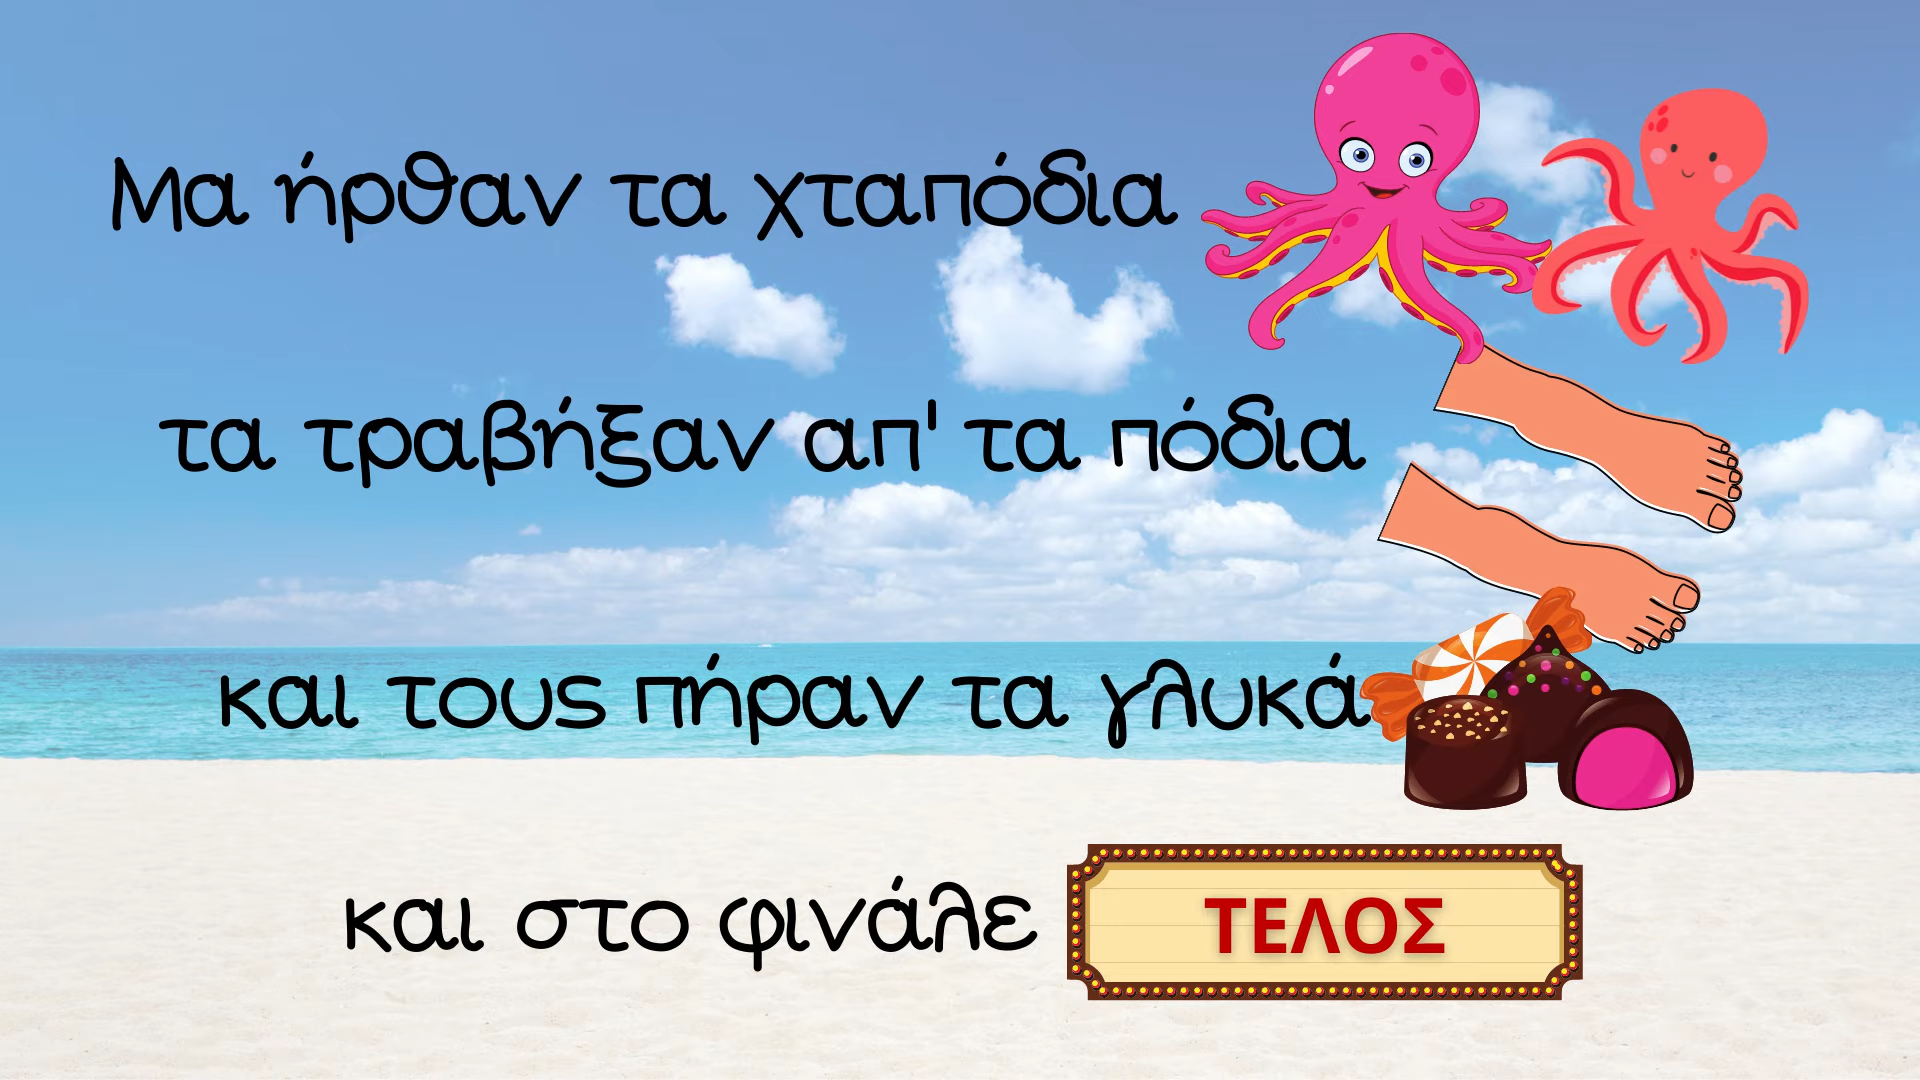 Μα ήρθαν τα χταπόδια
τα τραβήξαν απ' τα πόδια
και τους πήραν τα γλυκά
και στο φινάλε
ΤΕΛΟΣ